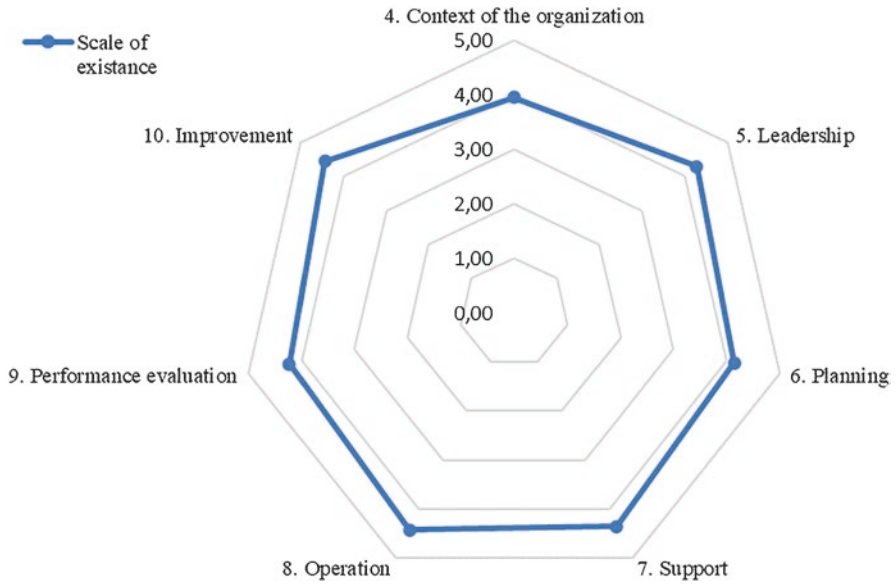 4. Context of the organization
Scale of
existance
5,00
4,00
3,00
2,00
1,00
0,00
10. Improvement
5. Leadership
9. Performance evaluation
6. Planning
8. Operation
7. Support